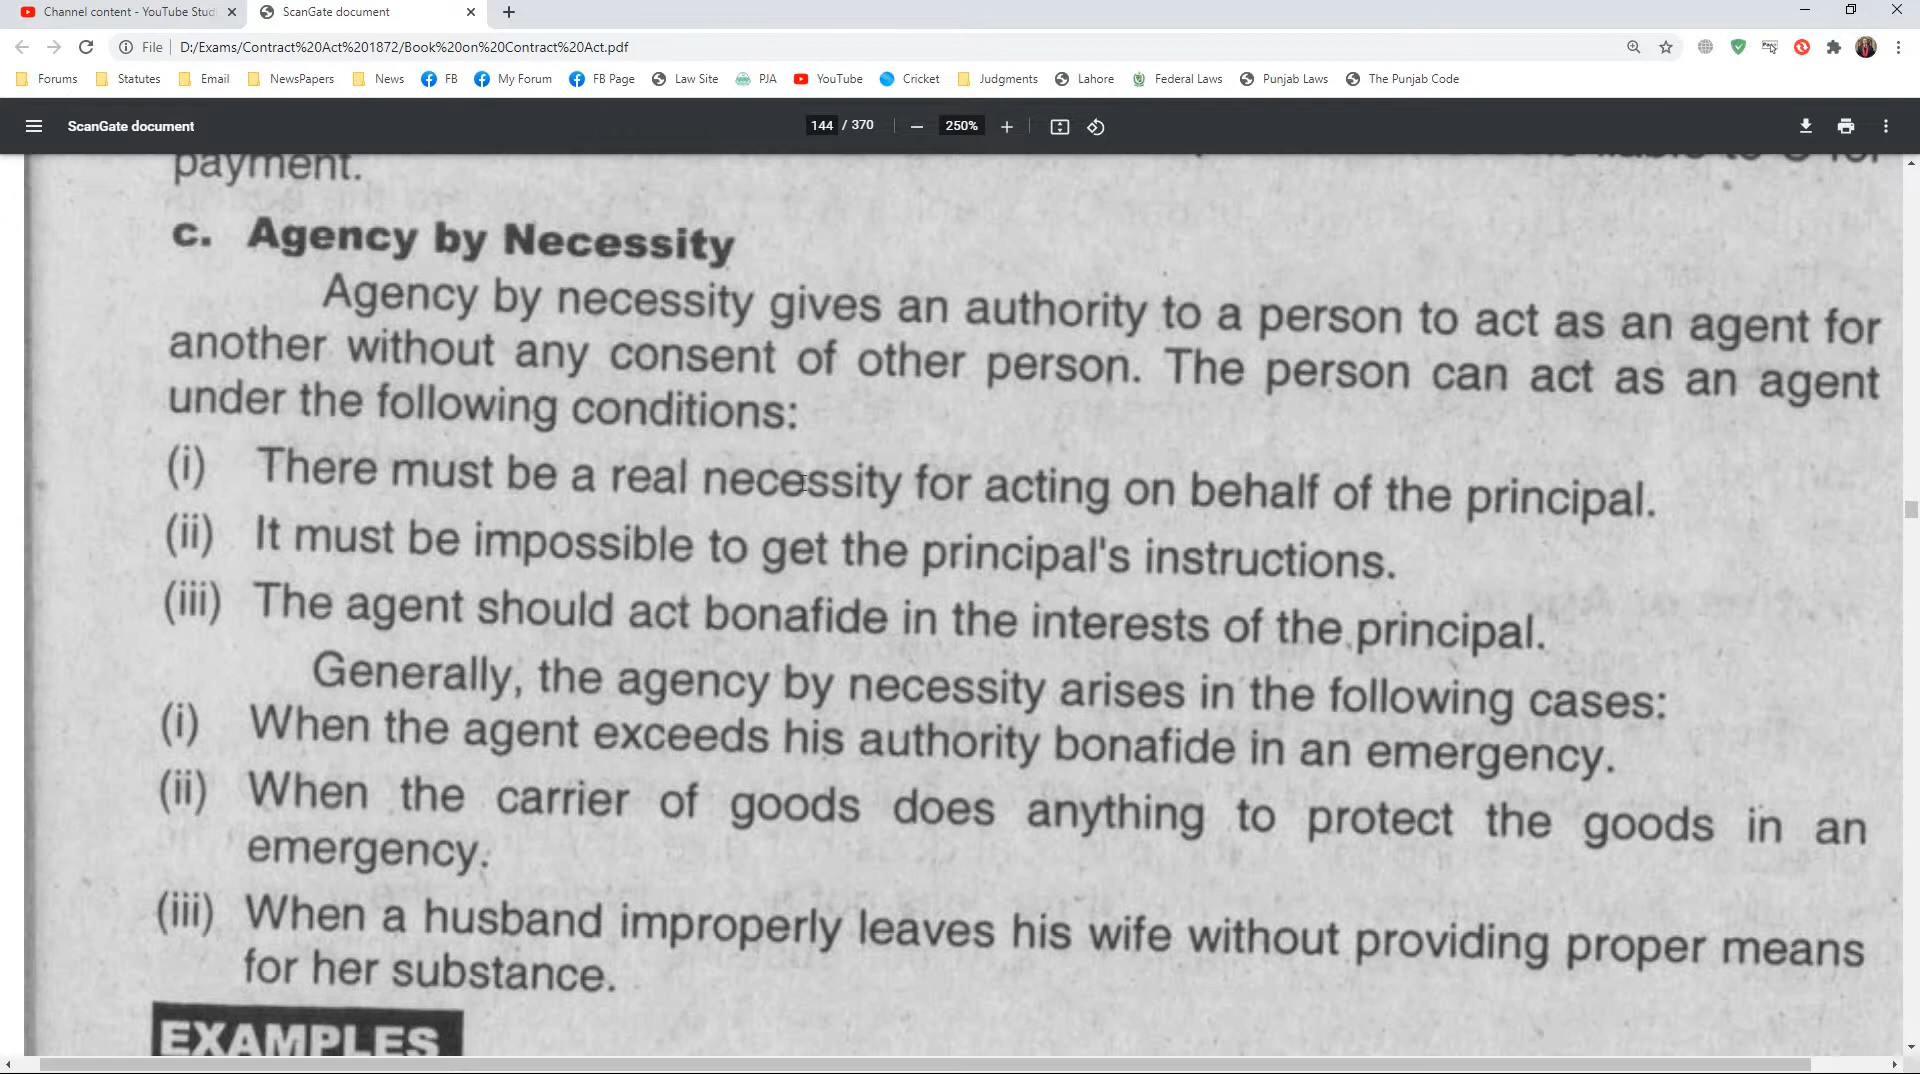 Channel content - YouTube Stud
ScanGate document
File
D:/Exams/Contract%20Act%201872/Book%20on%20Contract%20Act.pdf
Forums
Statutes
Email
NewsPapers
News
FB
My Forum
FB Page
Law Site
PJA
YouTube
Cricket
Judgments
Lahore
Federal Laws
Punjab Laws
The Punjab Code
ScanGate document
144 / 370
250%
payment.
c. Agency by Necessity
Agency by necessity gives an authority to a person to act as an agent for
another without any consent of other person. The person can act as an agent
under the following conditions:
(i) There must be a real necessity for acting on behalf of the principal.
(ii) It must be impossible to get the principal's instructions.
(iii) The agent should act bonafide in the interests of the principal.
Generally, the agency by necessity arises in the following cases:
(i) When the agent exceeds his authority bonafide in an emergency.
(ii) When the carrier of goods does anything to protect the goods in an
emergency.
(iii) When a husband improperly leaves his wife without providing proper means
for her substance.
EXAMPLES